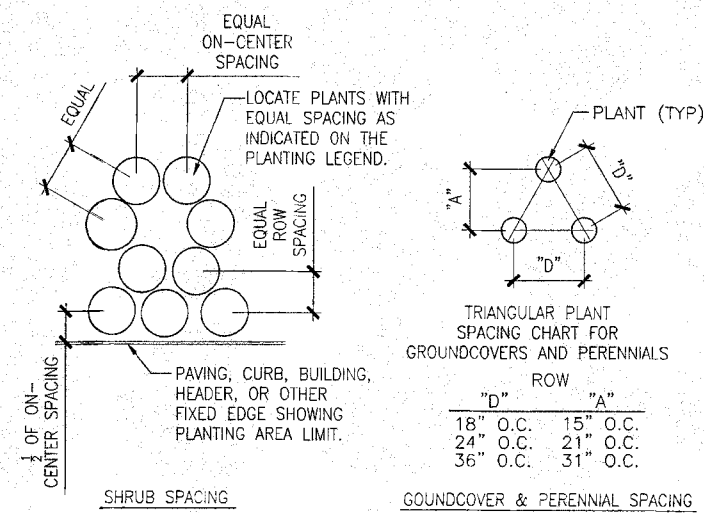 EQUAL
ON-CENTER
SPACING
EQUAL
LOCATE PLANTS WITH
EQUAL SPACING AS
INDICATED ON THE
PLANTING LEGEND.
EQUAL
ROW
SPACING
PAVING, CURB, BUILDING,
HEADER, OR OTHER
FIXED EDGE SHOWING
PLANTING AREA LIMIT.
1/2 OF ON-
CENTER SPACING
SHRUB SPACING
PLANT (TYP)
"D"
"A"
"D"
TRIANGULAR PLANT
SPACING CHART FOR
GROUNDCOVERS AND PERENNIALS
ROW
"D" "A"
18" O.C. 15" O.C.
24" O.C. 21" O.C.
36" O.C. 31" O.C.
GOUNDCOVER & PERENNIAL SPACING